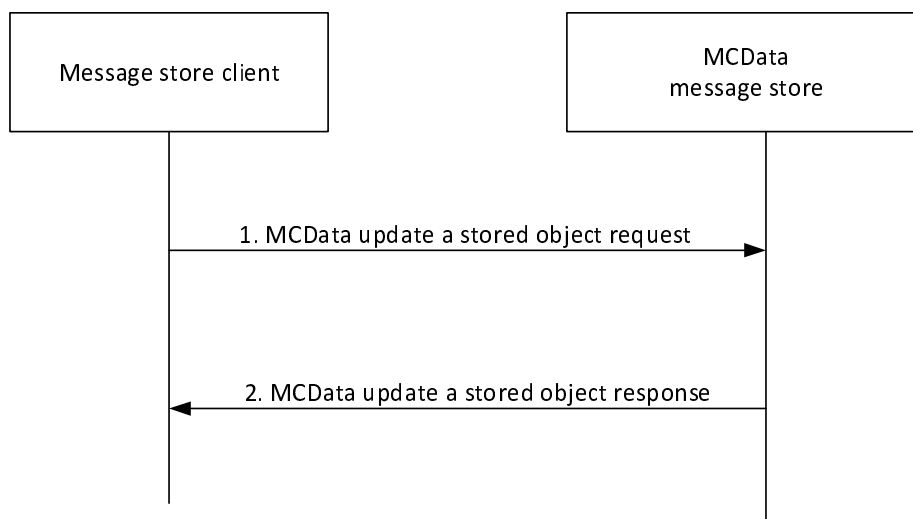 Message store client
MCData
message store
1. MCData update a stored object request
2. MCData update a stored object response